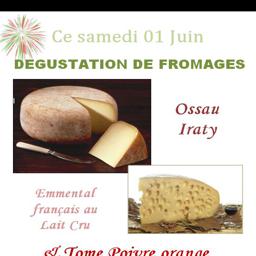 Ce samedi 01 Juin
DEGUSTATION DE FROMAGES
Ossau
Iraty
Emmental
français au
Lait Cru
& Tome Poivre orange